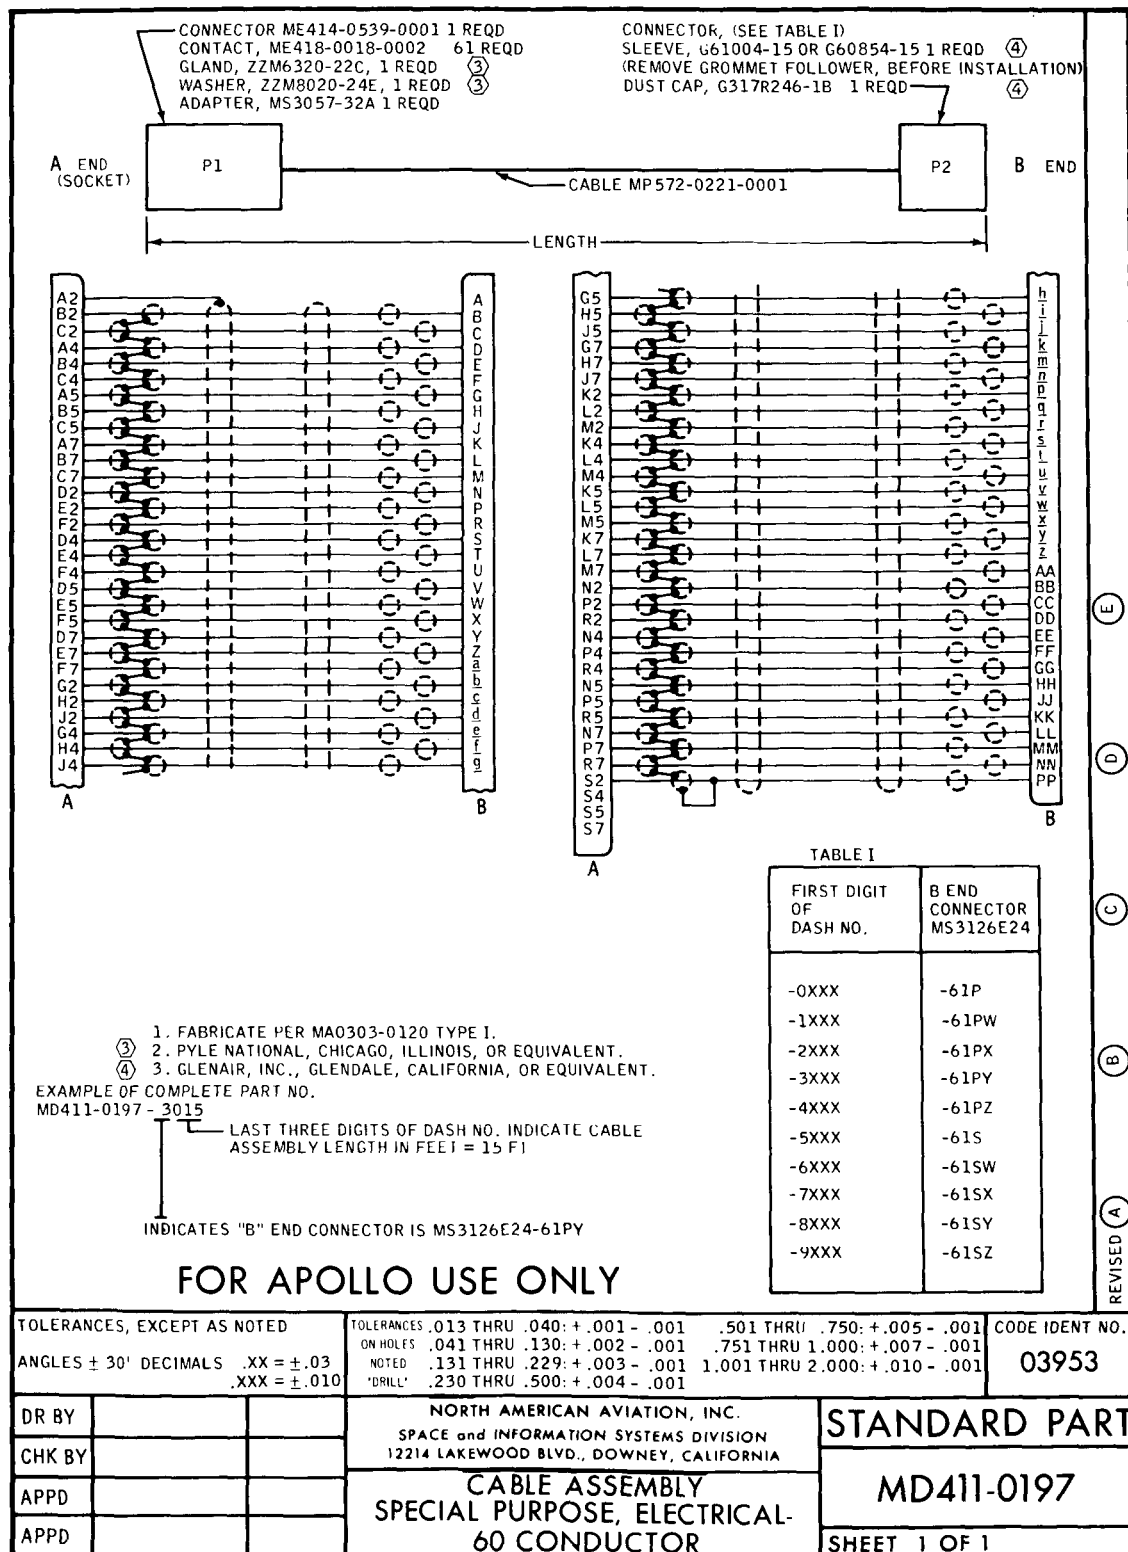 CONNECTOR ME414-0539-0001 1 REQD
CONTACT, ME418-0018-0002 61 REQD
GLAND, ZZM6320-22C, 1 REQD 3
WASHER, ZZM8020-24E, 1 REQD 3
ADAPTER, MS3057-32A 1 REQD
CONNECTOR, (SEE TABLE I)
SLEEVE, G61004-15 OR G60854-15 1 REQD 4
(REMOVE GROMMET FOLLOWER, BEFORE INSTALLATION)
DUST CAP, G317R246-1B 1 REQD 4
A END
(SOCKET)
P1
P2
B END
CABLE MP572-0221-0001
LENGTH
A2 A
B2 B
C2 C
A4 D
B4 E
C4 F
A5 G
B5 H
C5 J
A7 K
B7 L
C7 M
D2 N
E2 P
F2 R
D4 S
E4 T
F4 U
D5 V
E5 W
F5 X
D7 Y
E7 Z
F7 a
G2 b
H2 c
J2 d
G4 e
H4 f
J4 g
A
B
G5 h
H5 i
J5 j
G7 k
H7 m
J7 n
K2 p
L2 q
M2 r
K4 s
L4 t
M4 u
K5 v
L5 w
M5 x
K7 y
L7 z
M7 AA
N2 BB
P2 CC
R2 DD
N4 EE
P4 FF
R4 GG
N5 HH
P5 JJ
R5 KK
N7 LL
P7 MM
R7 NN
S2 PP
S4
S5
S7
A
B
TABLE I
FIRST DIGIT OF DASH NO. B END CONNECTOR MS3126E24
-0XXX -61P
-1XXX -61PW
-2XXX -61PX
-3XXX -61PY
-4XXX -61PZ
-5XXX -61S
-6XXX -61SW
-7XXX -61SX
-8XXX -61SY
-9XXX -61SZ
1. FABRICATE PER MA0303-0120 TYPE I.
3 2. PYLE NATIONAL, CHICAGO, ILLINOIS, OR EQUIVALENT.
4 3. GLENAIR, INC., GLENDALE, CALIFORNIA, OR EQUIVALENT.
EXAMPLE OF COMPLETE PART NO.
MD411-0197 - 3015
LAST THREE DIGITS OF DASH NO. INDICATE CABLE
ASSEMBLY LENGTH IN FEET = 15 FT
INDICATES "B" END CONNECTOR IS MS3126E24-61PY
FOR APOLLO USE ONLY
E
D
C
B
REVISED A
TOLERANCES, EXCEPT AS NOTED
ANGLES ± 30' DECIMALS .XX = ±.03
.XXX = ±.010
TOLERANCES ON HOLES NOTED 'DRILL'
.013 THRU .040: +.001 - .001 .501 THRU .750: +.005 - .001
.041 THRU .130: +.002 - .001 .751 THRU 1.000: +.007 - .001
.131 THRU .229: +.003 - .001 1.001 THRU 2.000: +.010 - .001
.230 THRU .500: +.004 - .001
CODE IDENT NO.
03953
DR BY
CHK BY
APPD
APPD
NORTH AMERICAN AVIATION, INC.
SPACE and INFORMATION SYSTEMS DIVISION
12214 LAKEWOOD BLVD., DOWNEY, CALIFORNIA
CABLE ASSEMBLY
SPECIAL PURPOSE, ELECTRICAL-
60 CONDUCTOR
STANDARD PART
MD411-0197
SHEET 1 OF 1